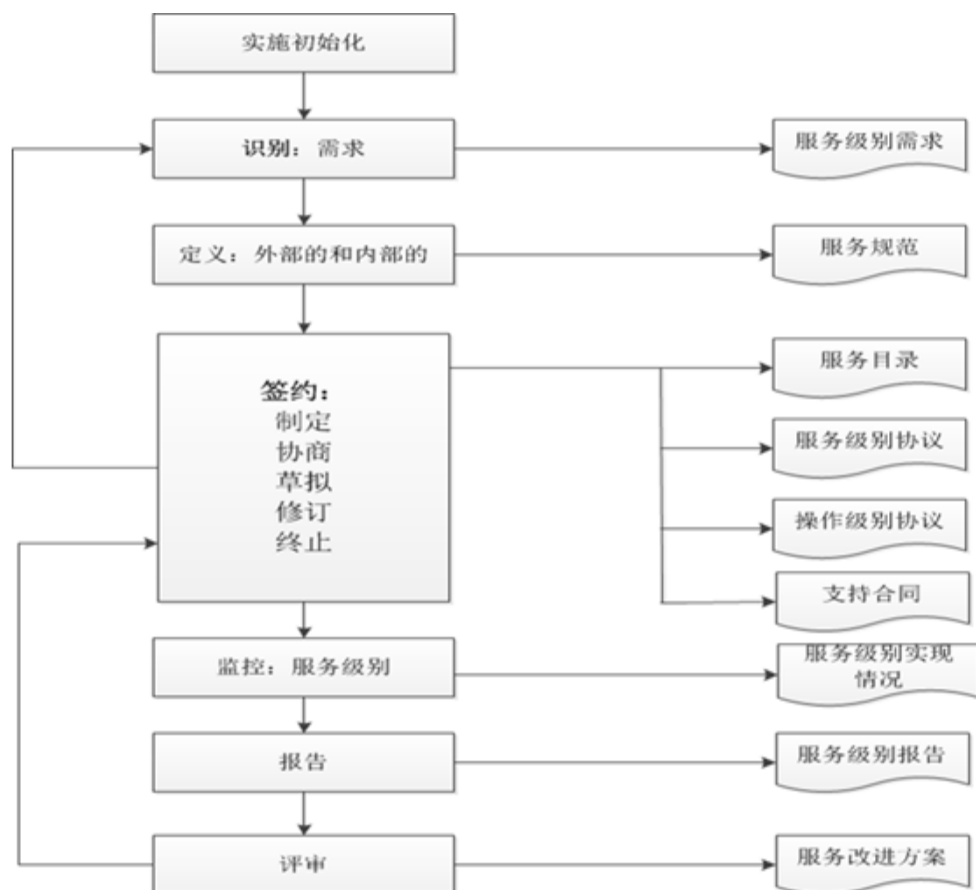 实施初始化
识别：需求
服务级别需求
定义：外部的和内部的
服务规范
签约：
制定
协商
草拟
修订
终止
服务目录
服务级别协议
操作级别协议
支持合同
监控：服务级别
服务级别实现
情况
报告
服务级别报告
评审
服务改进方案